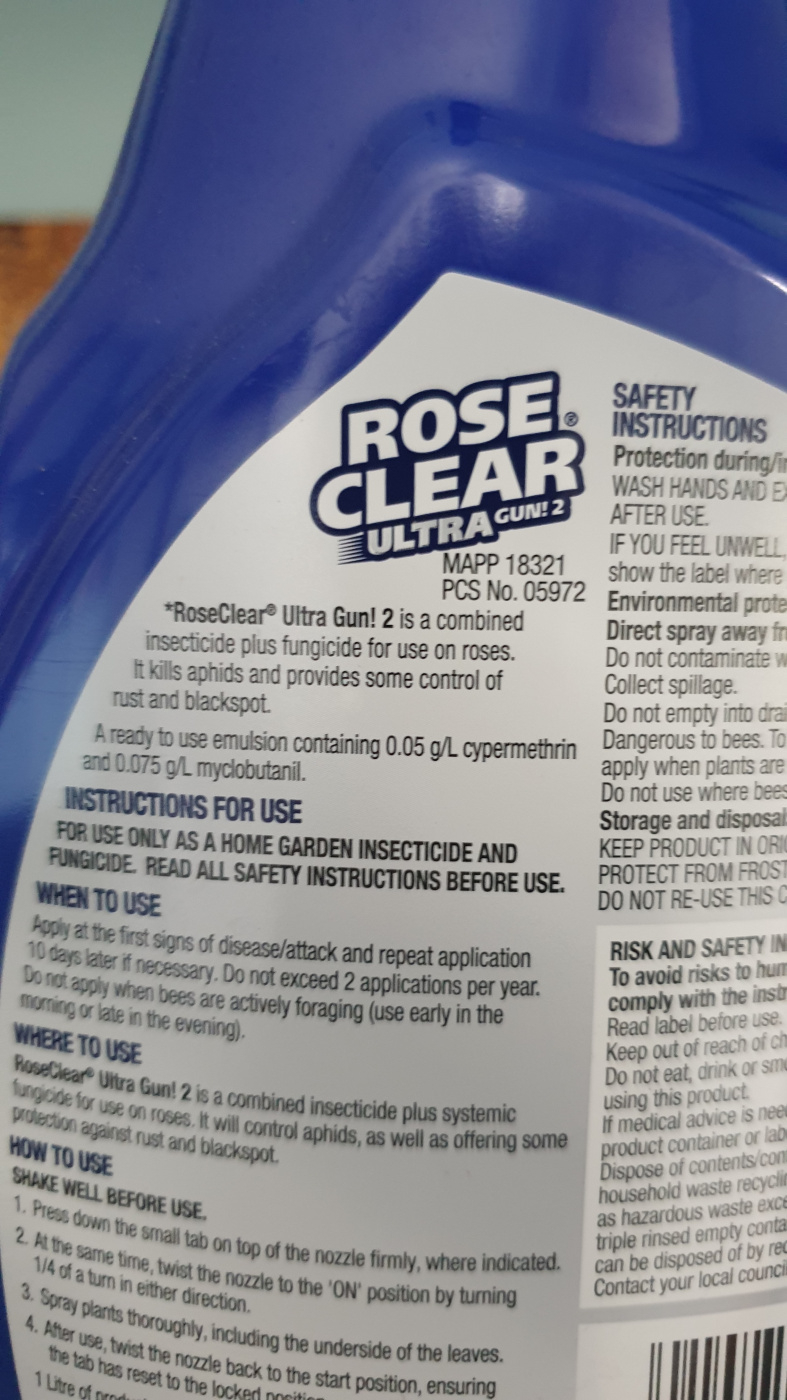 ROSE
CLEAR®
ULTRA GUN! 2
MAPP 18321
PCS No. 05972
*RoseClear® Ultra Gun! 2 is a combined
insecticide plus fungicide for use on roses.
It kills aphids and provides some control of
rust and blackspot.
A ready to use emulsion containing 0.05 g/L cypermethrin
and 0.075 g/L myclobutanil.
INSTRUCTIONS FOR USE
FOR USE ONLY AS A HOME GARDEN INSECTICIDE AND
FUNGICIDE. READ ALL SAFETY INSTRUCTIONS BEFORE USE.
WHEN TO USE
Apply at the first signs of disease/attack and repeat application
10 days later if necessary. Do not exceed 2 applications per year.
Do not apply when bees are actively foraging (use early in the
morning or late in the evening).
WHERE TO USE
RoseClear® Ultra Gun! 2 is a combined insecticide plus systemic
fungicide for use on roses. It will control aphids, as well as offering some
protection against rust and blackspot.
HOW TO USE
SHAKE WELL BEFORE USE.
1. Press down the small tab on top of the nozzle firmly, where indicated.
2. At the same time, twist the nozzle to the 'ON' position by turning
1/4 of a turn in either direction.
3. Spray plants thoroughly, including the underside of the leaves.
4. After use, twist the nozzle back to the start position, ensuring
the tab has reset to the locked
1 Litre of
SAFETY
INSTRUCTIONS
Protection during/
WASH HANDS AND
AFTER USE.
IF YOU FEEL UNWELL,
show the label where
Environmental
Direct spray away
Do not contaminate
Collect spillage.
Do not empty into
Dangerous to bees. To
apply when plants are
Do not use where bees
Storage and disposal
KEEP PRODUCT IN
PROTECT FROM FROST
DO NOT RE-USE THIS
RISK AND SAFETY
To avoid risks to
comply with the
Read label before use.
Keep out of reach of
Do not eat, drink or
using this product.
If medical advice is
product container or
Dispose of
household waste
as hazardous waste
triple rinsed empty
can be disposed of by
Contact your local